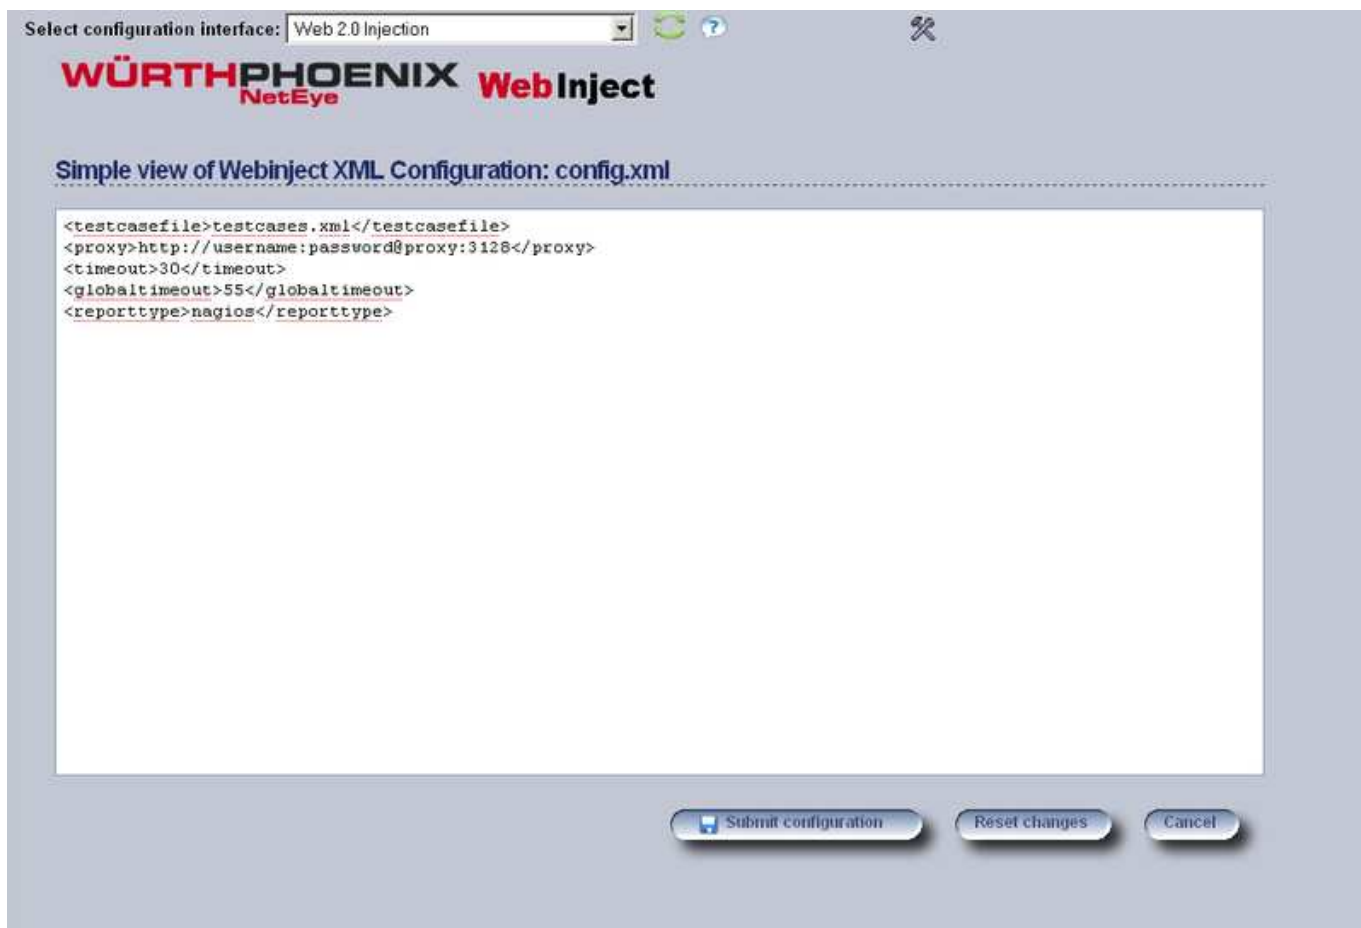 Select configuration interface: Web 2.0 Injection
WÜRTHPHOENIX WebInject
NetEye
Simple view of Webinject XML Configuration: config.xml
<testcasefile>testcases.xml</testcasefile>
<proxy>http://username:password@proxy:3128</proxy>
<timeout>30</timeout>
<globaltimeout>55</globaltimeout>
<reporttype>nagios</reporttype>
Submit configuration Reset changes Cancel